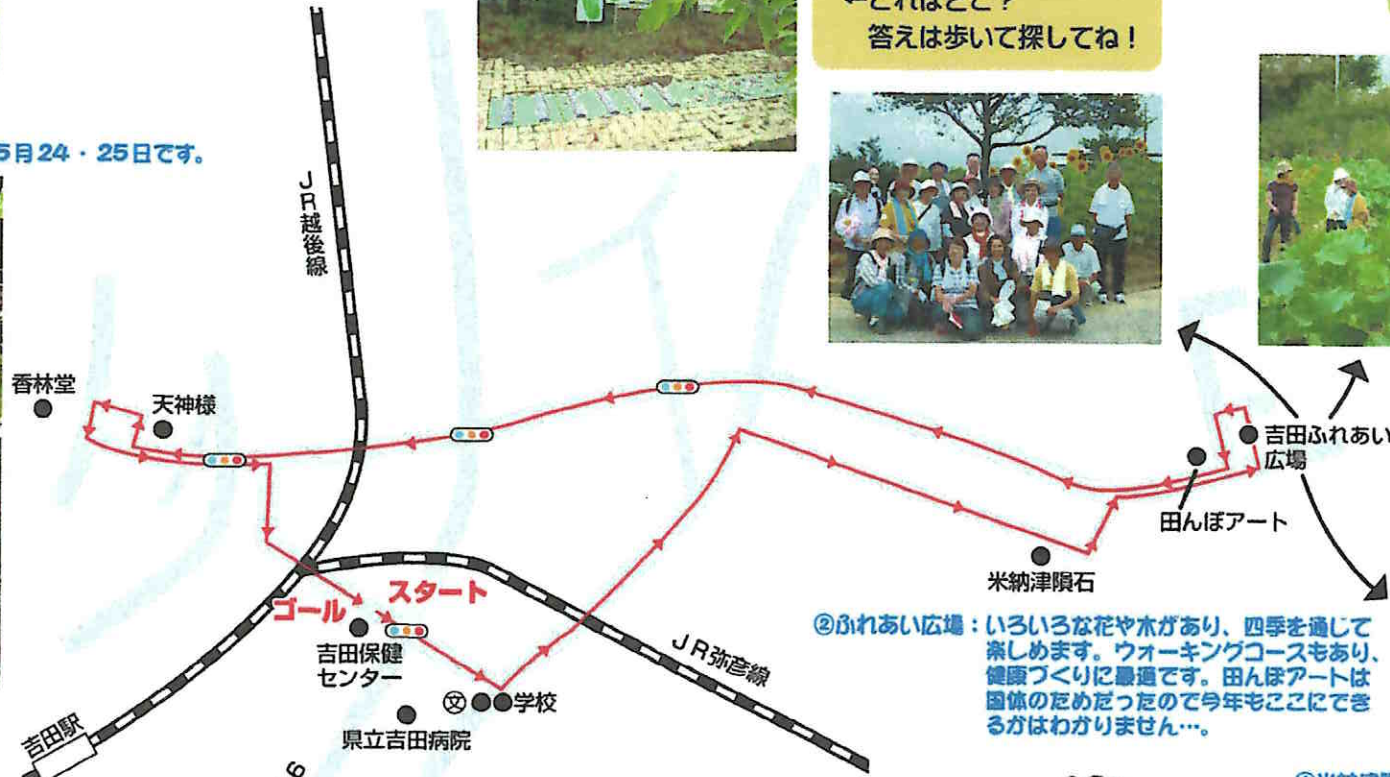 ←これはどこ?
答えは歩いて探してね!
5月24・25日です。
JR越後線
香林堂
天神様
吉田ふれあい
広場
田んぼアート
米納津隕石
スタート
ゴール
吉田保健
センター
JR弥彦線
文
学校
県立吉田病院
吉田駅
②ふれあい広場:いろいろな花や木があり、四季を通じて
楽しめます。ウォーキングコースもあり、
健康づくりに最適です。田んぼアートは
国体のためだったので今年もここにでき
るかはわかりません…。